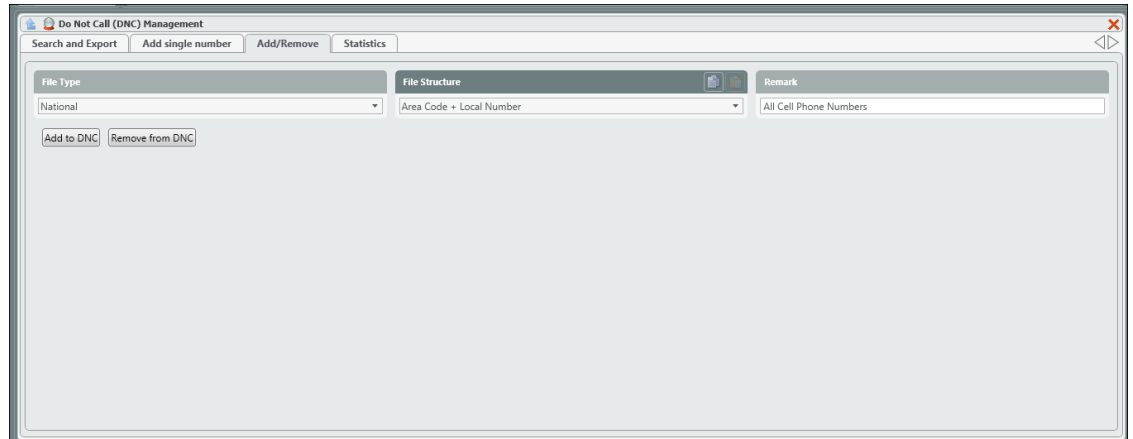 Do Not Call (DNC) Management
Search and Export Add single number Add/Remove Statistics
File Type File Structure Remark
National Area Code + Local Number All Cell Phone Numbers
Add to DNC Remove from DNC